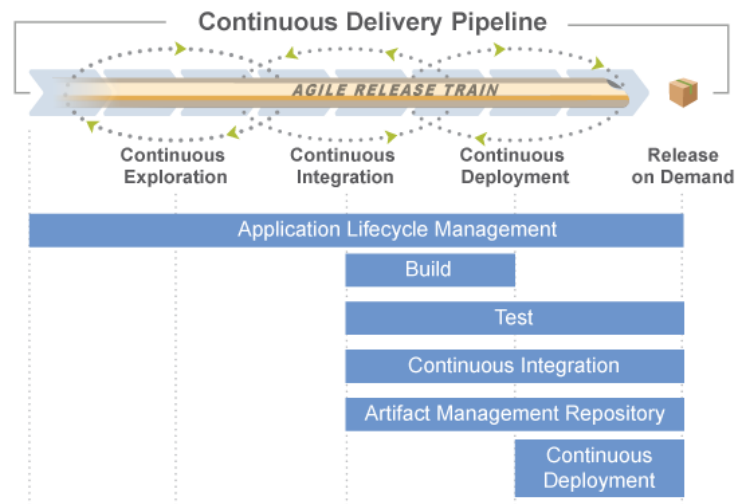 Continuous Delivery Pipeline
AGILE RELEASE TRAIN
Continuous
Exploration
Continuous
Integration
Continuous
Deployment
Release
on Demand
Application Lifecycle Management
Build
Test
Continuous Integration
Artifact Management Repository
Continuous
Deployment